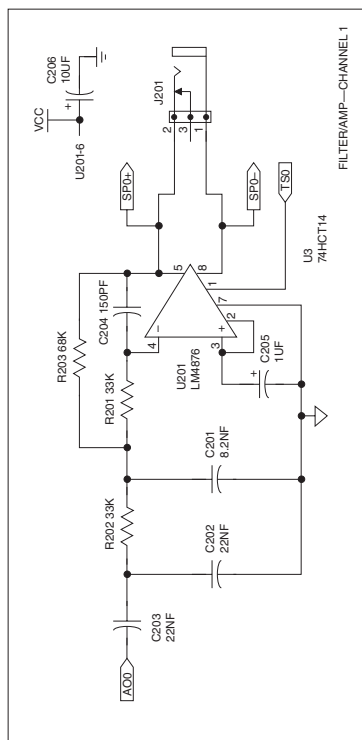 C206
10UF
+
VCC
U201-6
J201
2
3
1
SP0+
SP0–
TS0
U3
74HCT14
FILTER/AMP—CHANNEL 1
R203 68K
C204 150PF
R201 33K
4
–
+
3
5
8
1
7
2
U201
LM4876
+
C205
1UF
R202 33K
C201
8.2NF
C202
22NF
C203
22NF
AO0